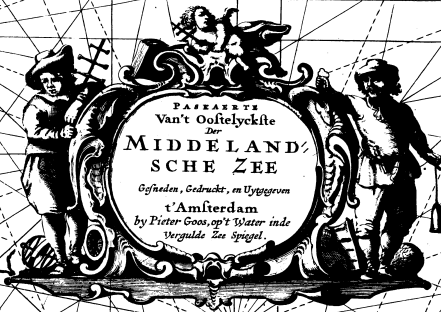 PASKAERTE
Van't Oostelyckste
Der
MIDDELAND-
SCHE ZEE
Gesneden, Gedruckt, en Uytgegeven
t'Amsterdam
by Pieter Goos, op't Water inde
Vergulde Zee Spiegel.